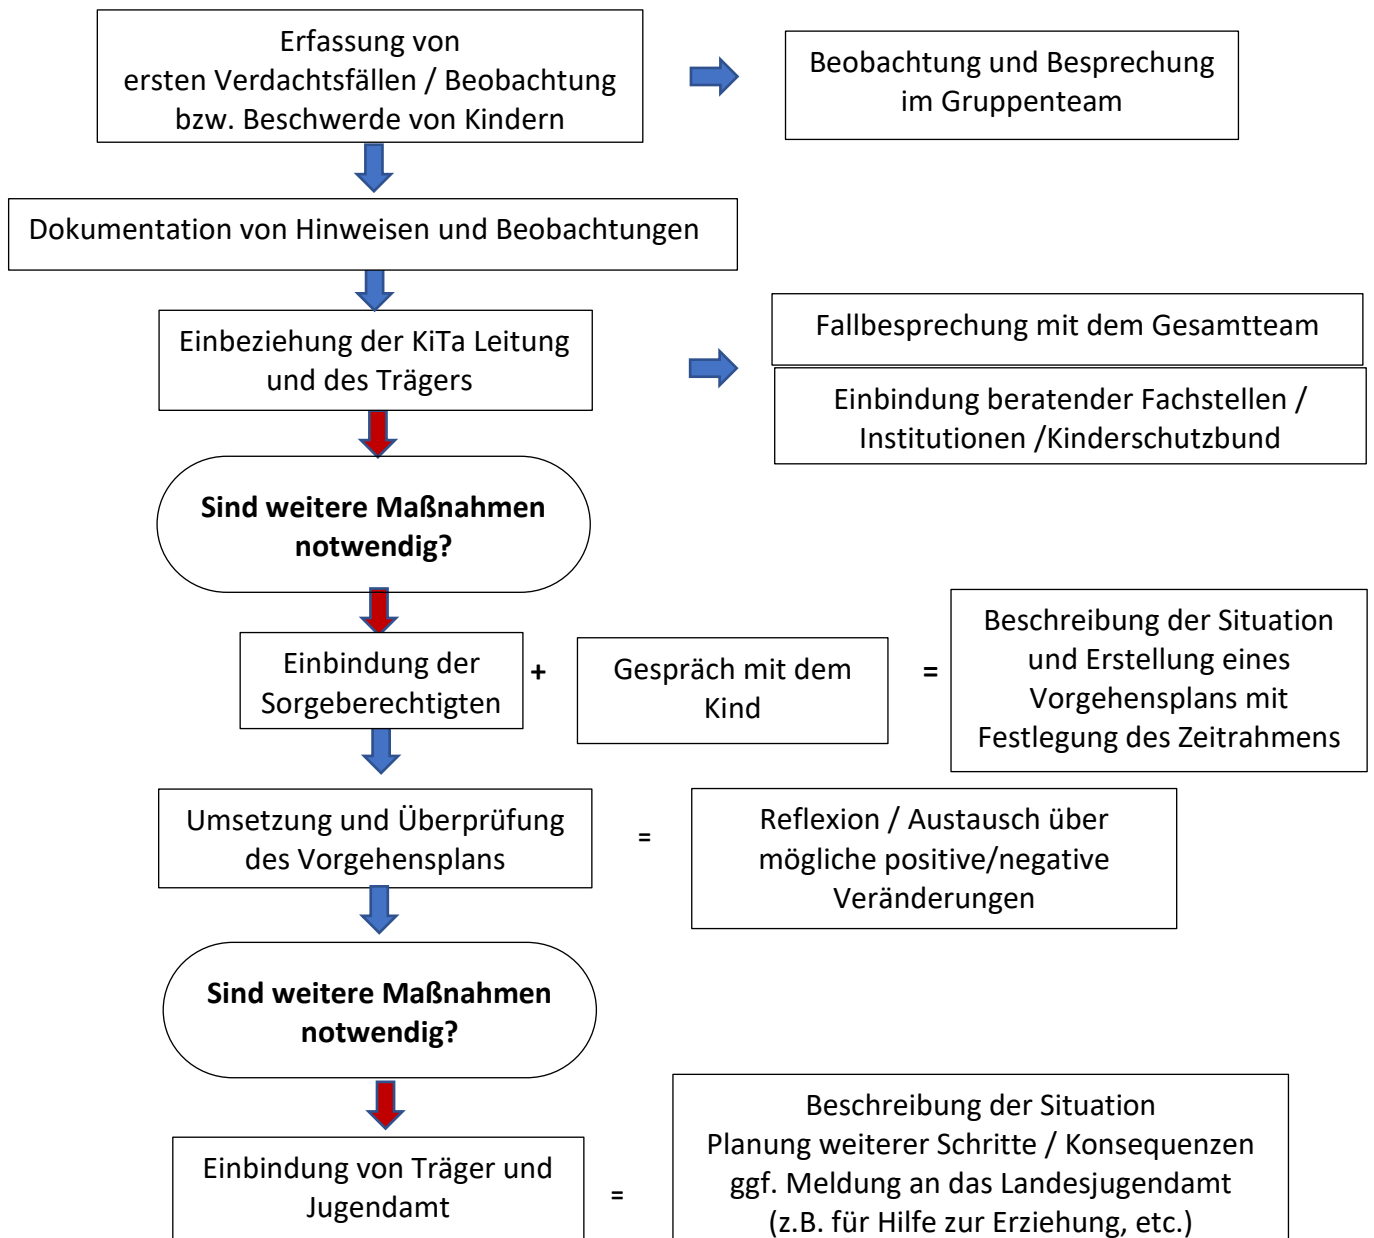 Erfassung von
ersten Verdachtsfällen / Beobachtung
bzw. Beschwerde von Kindern
Beobachtung und Besprechung
im Gruppenteam
Dokumentation von Hinweisen und Beobachtungen
Einbeziehung der KiTa Leitung
und des Trägers
Fallbesprechung mit dem Gesamtteam
Einbindung beratender Fachstellen /
Institutionen /Kinderschutzbund
Sind weitere Maßnahmen
notwendig?
Einbindung der
Sorgeberechtigten
+
Gespräch mit dem
Kind
=
Beschreibung der Situation
und Erstellung eines
Vorgehensplans mit
Festlegung des Zeitrahmens
Umsetzung und Überprüfung
des Vorgehensplans
=
Reflexion / Austausch über
mögliche positive/negative
Veränderungen
Sind weitere Maßnahmen
notwendig?
Einbindung von Träger und
Jugendamt
=
Beschreibung der Situation
Planung weiterer Schritte / Konsequenzen
ggf. Meldung an das Landesjugendamt
(z.B. für Hilfe zur Erziehung, etc.)